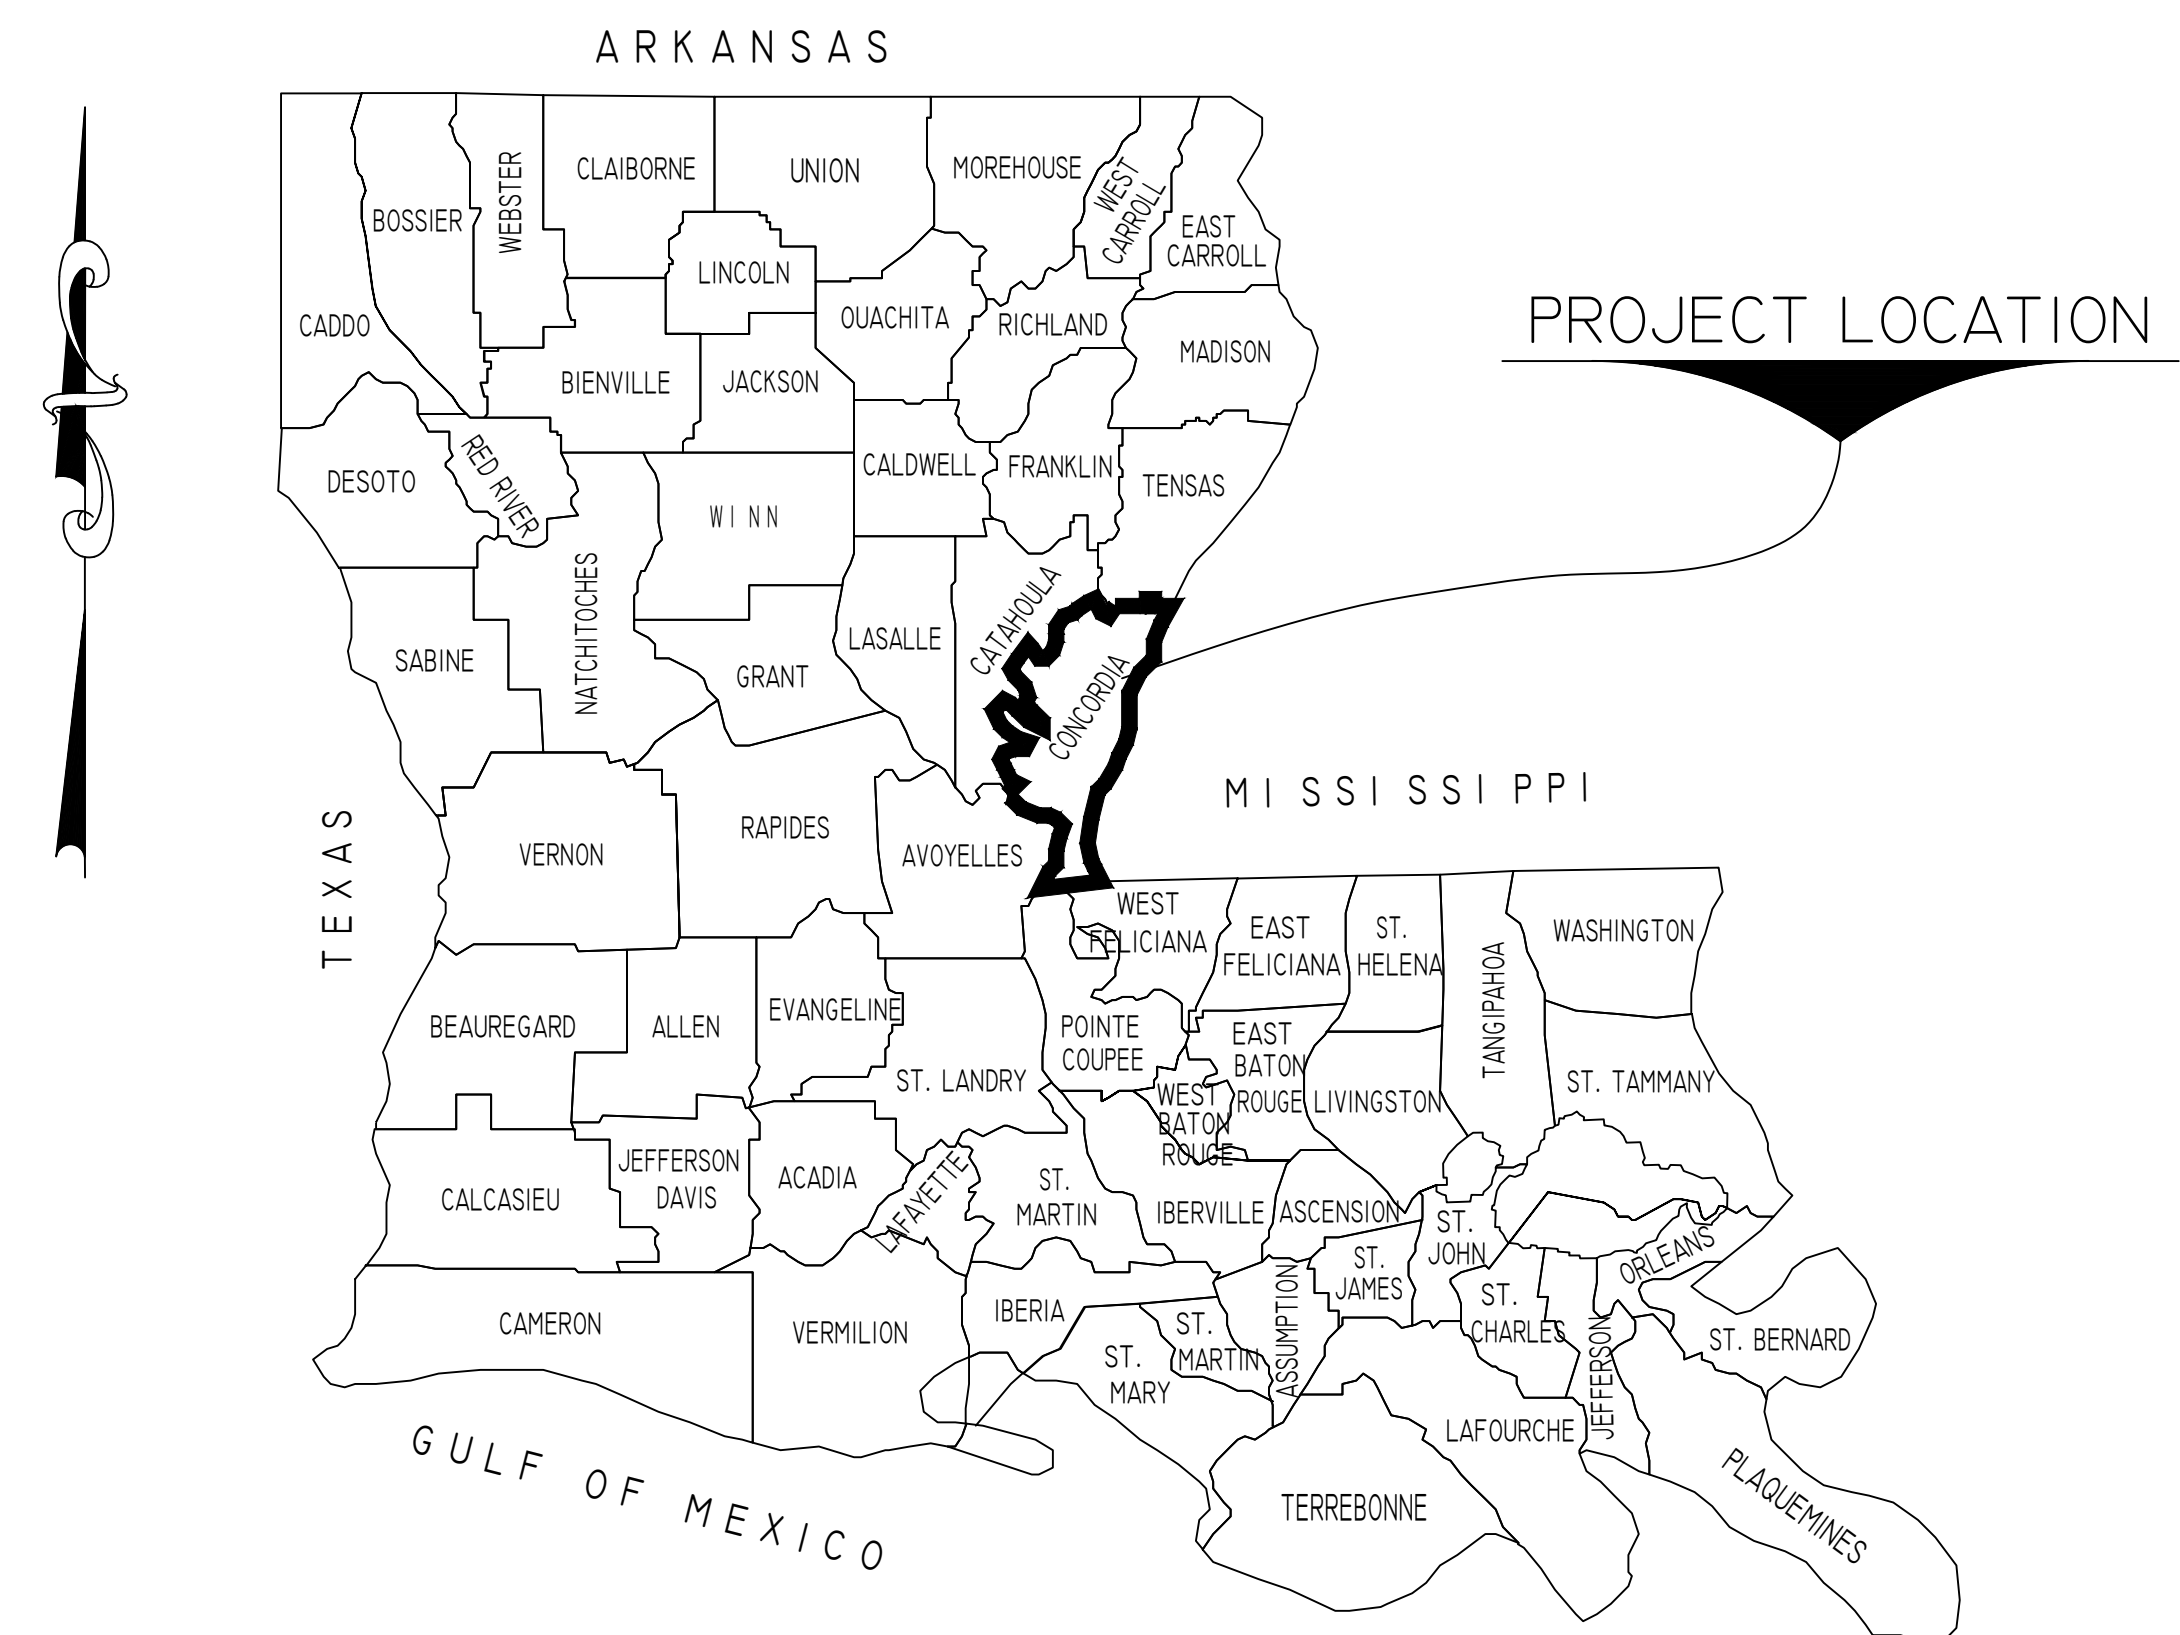 ARKANSAS
CLAIBORNE
UNION
MOREHOUSE
WEST
CARROLL
WEBSTER
BOSSIER
EAST
CARROLL
LINCOLN
CADDO
OUACHITA
RICHLAND
PROJECT LOCATION
MADISON
BIENVILLE
JACKSON
RED RIVER
DESOTO
CALDWELL
FRANKLIN
TENSAS
WINN
NATCHITOCHES
CATAHOULA
LASALLE
SABINE
GRANT
CONCORDIA
MISSISSIPPI
TEXAS
VERNON
RAPIDES
AVOYELLES
WEST
FELICIANA
EAST
FELICIANA
ST.
HELENA
TANGIPAHOA
WASHINGTON
BEAUREGARD
ALLEN
EVANGELINE
ST. LANDRY
POINTE
COUPEE
EAST
BATON
ROUGE
WEST
BATON
ROUGE
LIVINGSTON
ST. TAMMANY
CALCASIEU
JEFFERSON
DAVIS
ACADIA
LAFAYETTE
ST.
MARTIN
IBERVILLE
ASCENSION
ST.
JOHN
ORLEANS
ST.
JAMES
ASSUMPTION
ST.
CHARLES
JEFFERSON
ST. BERNARD
CAMERON
VERMILION
IBERIA
ST.
MARTIN
ST.
MARY
LAFOURCHE
TERREBONNE
PLAQUEMINES
GULF OF MEXICO